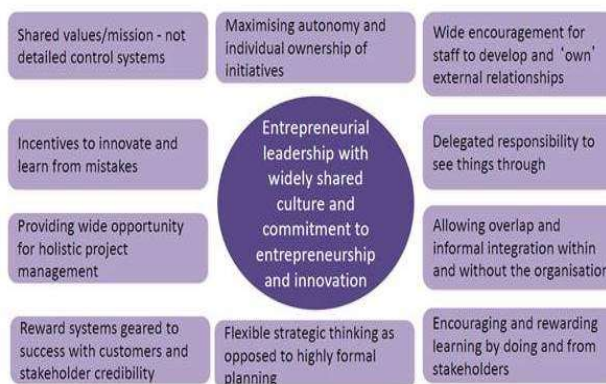 Shared values/mission - not
detailed control systems
Maximising autonomy and
individual ownership of
initiatives
Wide encouragement for
staff to develop and ‘own’
external relationships
Incentives to innovate and
learn from mistakes
Entrepreneurial
leadership with
widely shared
culture and
commitment to
entrepreneurship
and innovation
Delegated responsibility to
see things through
Providing wide opportunity
for holistic project
management
Allowing overlap and
informal integration within
and without the organisation
Reward systems geared to
success with customers and
stakeholder credibility
Flexible strategic thinking as
opposed to highly formal
planning
Encouraging and rewarding
learning by doing and from
stakeholders